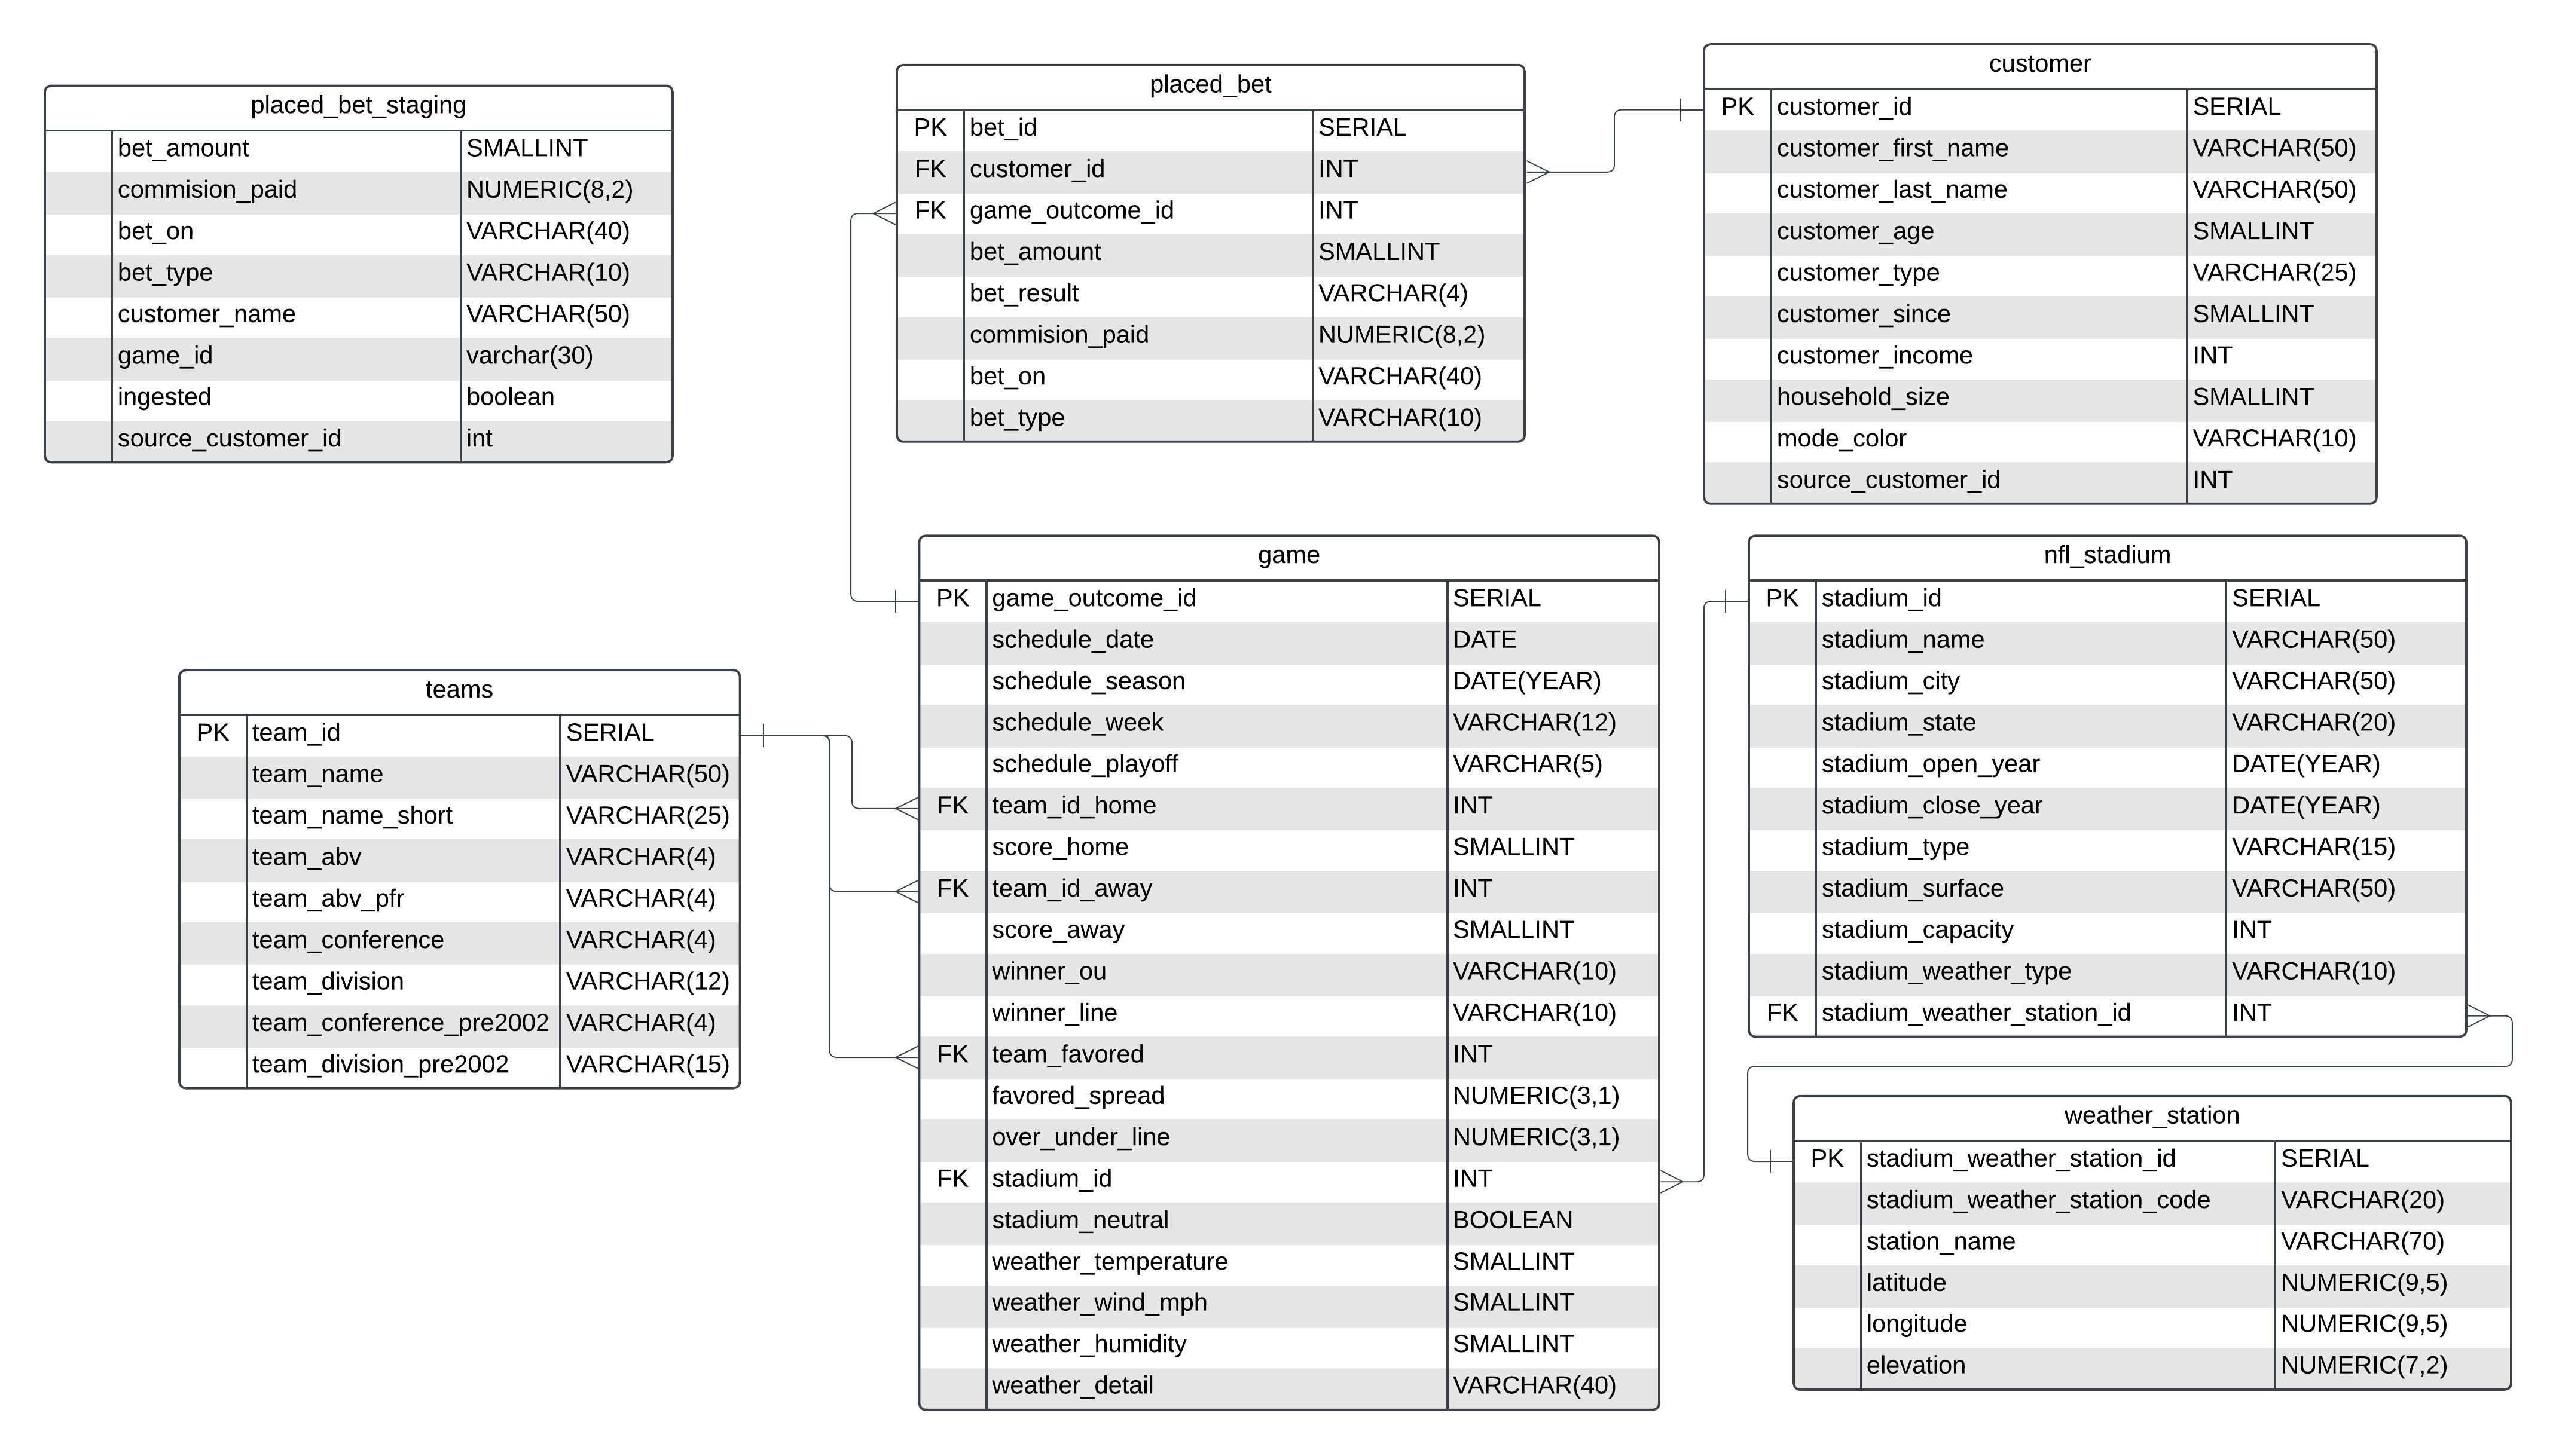 placed_bet_staging
bet_amount SMALLINT
commision_paid NUMERIC(8,2)
bet_on VARCHAR(40)
bet_type VARCHAR(10)
customer_name VARCHAR(50)
game_id varchar(30)
ingested boolean
source_customer_id int
placed_bet
PK bet_id SERIAL
FK customer_id INT
FK game_outcome_id INT
bet_amount SMALLINT
bet_result VARCHAR(4)
commision_paid NUMERIC(8,2)
bet_on VARCHAR(40)
bet_type VARCHAR(10)
customer
PK customer_id SERIAL
customer_first_name VARCHAR(50)
customer_last_name VARCHAR(50)
customer_age SMALLINT
customer_type VARCHAR(25)
customer_since SMALLINT
customer_income INT
household_size SMALLINT
mode_color VARCHAR(10)
source_customer_id INT
teams
PK team_id SERIAL
team_name VARCHAR(50)
team_name_short VARCHAR(25)
team_abv VARCHAR(4)
team_abv_pfr VARCHAR(4)
team_conference VARCHAR(4)
team_division VARCHAR(12)
team_conference_pre2002 VARCHAR(4)
team_division_pre2002 VARCHAR(15)
game
PK game_outcome_id SERIAL
schedule_date DATE
schedule_season DATE(YEAR)
schedule_week VARCHAR(12)
schedule_playoff VARCHAR(5)
FK team_id_home INT
score_home SMALLINT
FK team_id_away INT
score_away SMALLINT
winner_ou VARCHAR(10)
winner_line VARCHAR(10)
FK team_favored INT
favored_spread NUMERIC(3,1)
over_under_line NUMERIC(3,1)
FK stadium_id INT
stadium_neutral BOOLEAN
weather_temperature SMALLINT
weather_wind_mph SMALLINT
weather_humidity SMALLINT
weather_detail VARCHAR(40)
nfl_stadium
PK stadium_id SERIAL
stadium_name VARCHAR(50)
stadium_city VARCHAR(50)
stadium_state VARCHAR(20)
stadium_open_year DATE(YEAR)
stadium_close_year DATE(YEAR)
stadium_type VARCHAR(15)
stadium_surface VARCHAR(50)
stadium_capacity INT
stadium_weather_type VARCHAR(10)
FK stadium_weather_station_id INT
weather_station
PK stadium_weather_station_id SERIAL
stadium_weather_station_code VARCHAR(20)
station_name VARCHAR(70)
latitude NUMERIC(9,5)
longitude NUMERIC(9,5)
elevation NUMERIC(7,2)